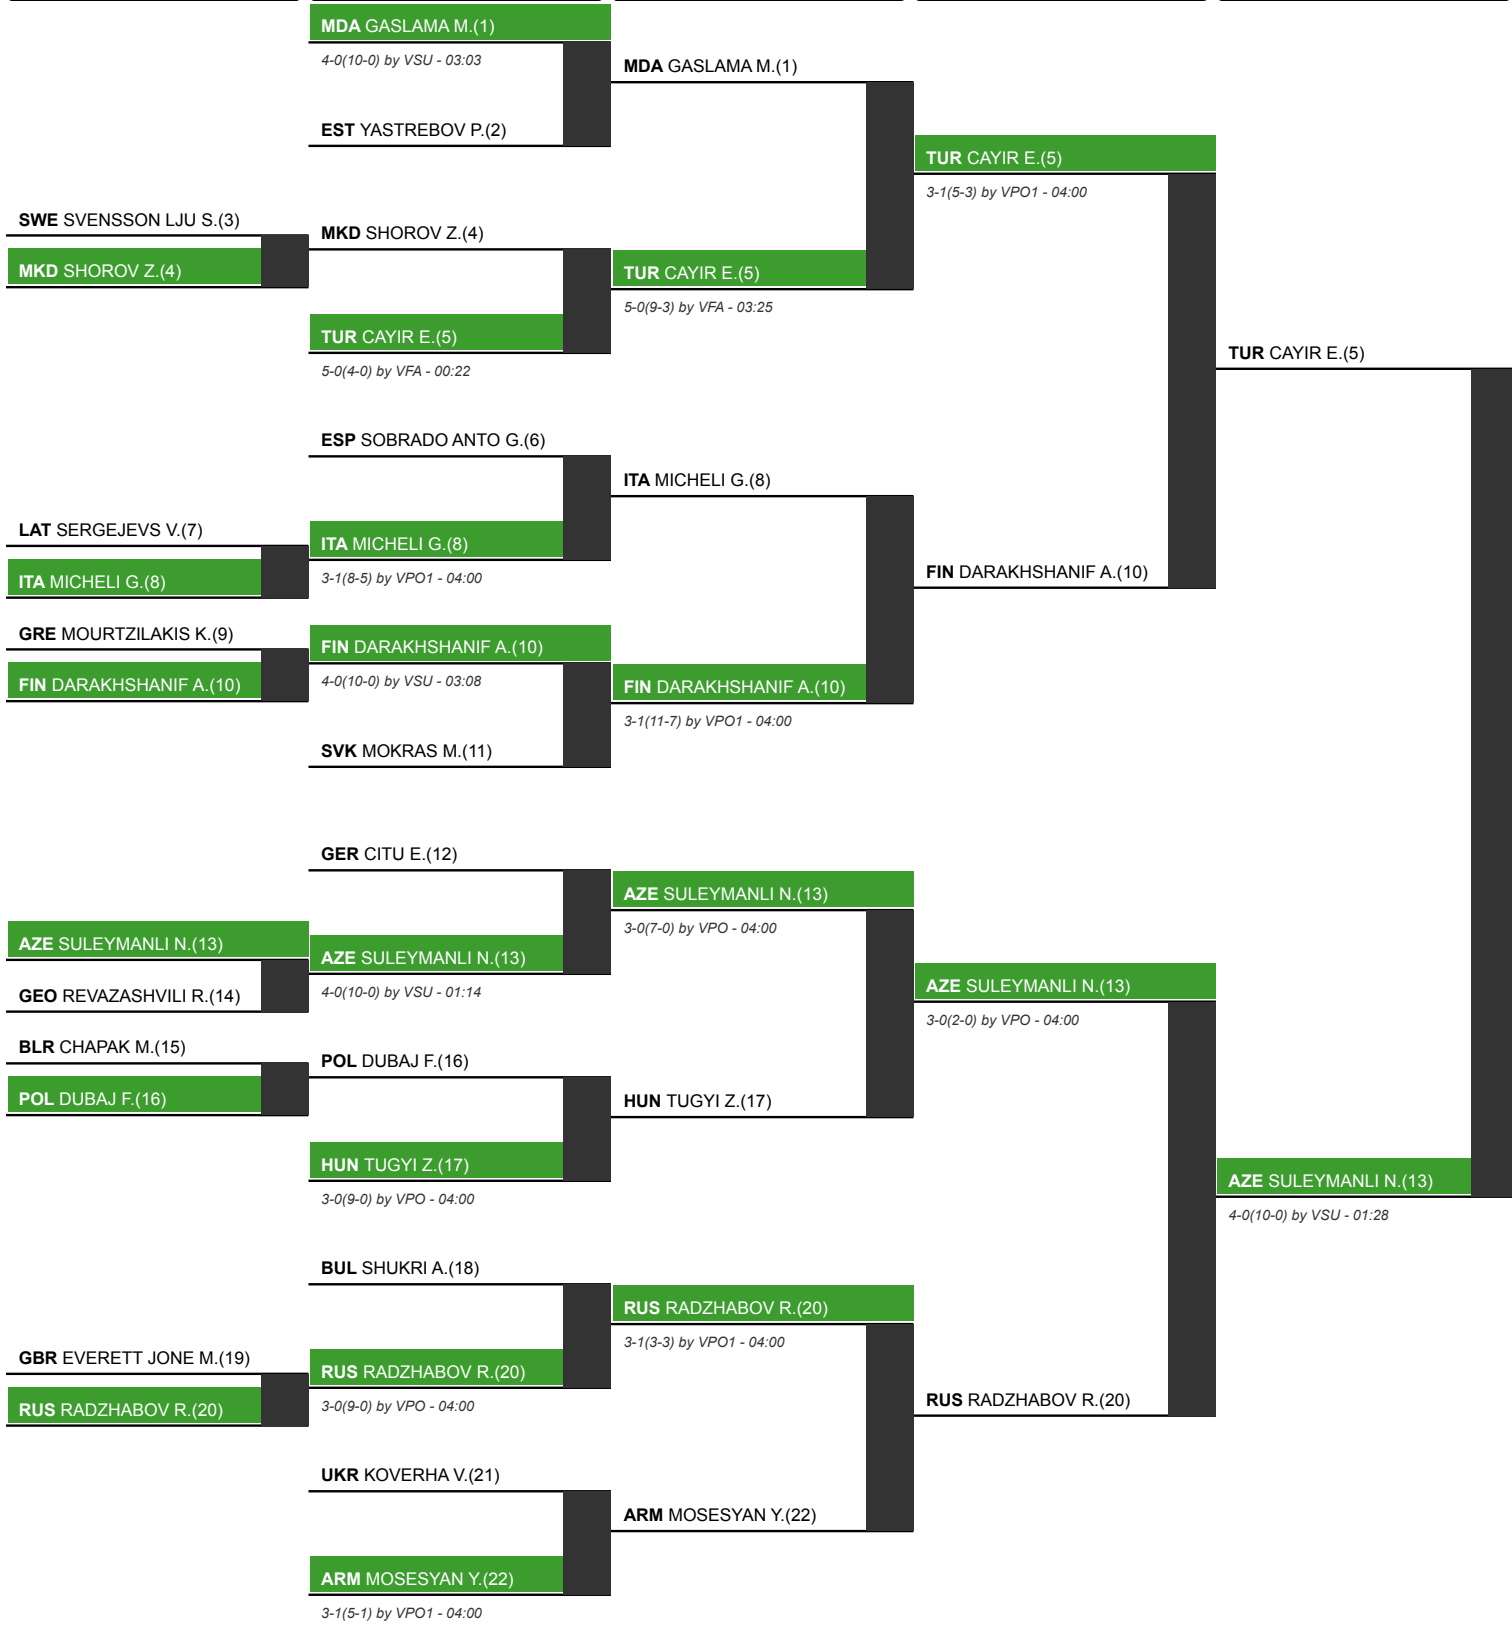 SWE SVENSSON LJU S.(3)
MKD SHOROV Z.(4)
LAT SERGEJEVS V.(7)
ITA MICHELI G.(8)
GRE MOURTZILAKIS K.(9)
FIN DARAKHSHANIF A.(10)
AZE SULEYMANLI N.(13)
GEO REVAZASHVILI R.(14)
BLR CHAPAK M.(15)
POL DUBAJ F.(16)
GBR EVERETT JONE M.(19)
RUS RADZHABOV R.(20)
MDA GASLAMA M.(1)
4-0(10-0) by VSU - 03:03
EST YASTREBOV P.(2)
MKD SHOROV Z.(4)
TUR CAYIR E.(5)
5-0(4-0) by VFA - 00:22
ESP SOBRADO ANTO G.(6)
ITA MICHELI G.(8)
3-1(8-5) by VPO1 - 04:00
FIN DARAKHSHANIF A.(10)
4-0(10-0) by VSU - 03:08
SVK MOKRAS M.(11)
GER CITU E.(12)
AZE SULEYMANLI N.(13)
4-0(10-0) by VSU - 01:14
POL DUBAJ F.(16)
HUN TUGYI Z.(17)
3-0(9-0) by VPO - 04:00
BUL SHUKRI A.(18)
RUS RADZHABOV R.(20)
3-0(9-0) by VPO - 04:00
UKR KOVERHA V.(21)
ARM MOSESYAN Y.(22)
3-1(5-1) by VPO1 - 04:00
MDA GASLAMA M.(1)
TUR CAYIR E.(5)
5-0(9-3) by VFA - 03:25
ITA MICHELI G.(8)
FIN DARAKHSHANIF A.(10)
3-1(11-7) by VPO1 - 04:00
AZE SULEYMANLI N.(13)
3-0(7-0) by VPO - 04:00
HUN TUGYI Z.(17)
RUS RADZHABOV R.(20)
3-1(3-3) by VPO1 - 04:00
ARM MOSESYAN Y.(22)
TUR CAYIR E.(5)
3-1(5-3) by VPO1 - 04:00
FIN DARAKHSHANIF A.(10)
AZE SULEYMANLI N.(13)
3-0(2-0) by VPO - 04:00
RUS RADZHABOV R.(20)
TUR CAYIR E.(5)
AZE SULEYMANLI N.(13)
4-0(10-0) by VSU - 01:28